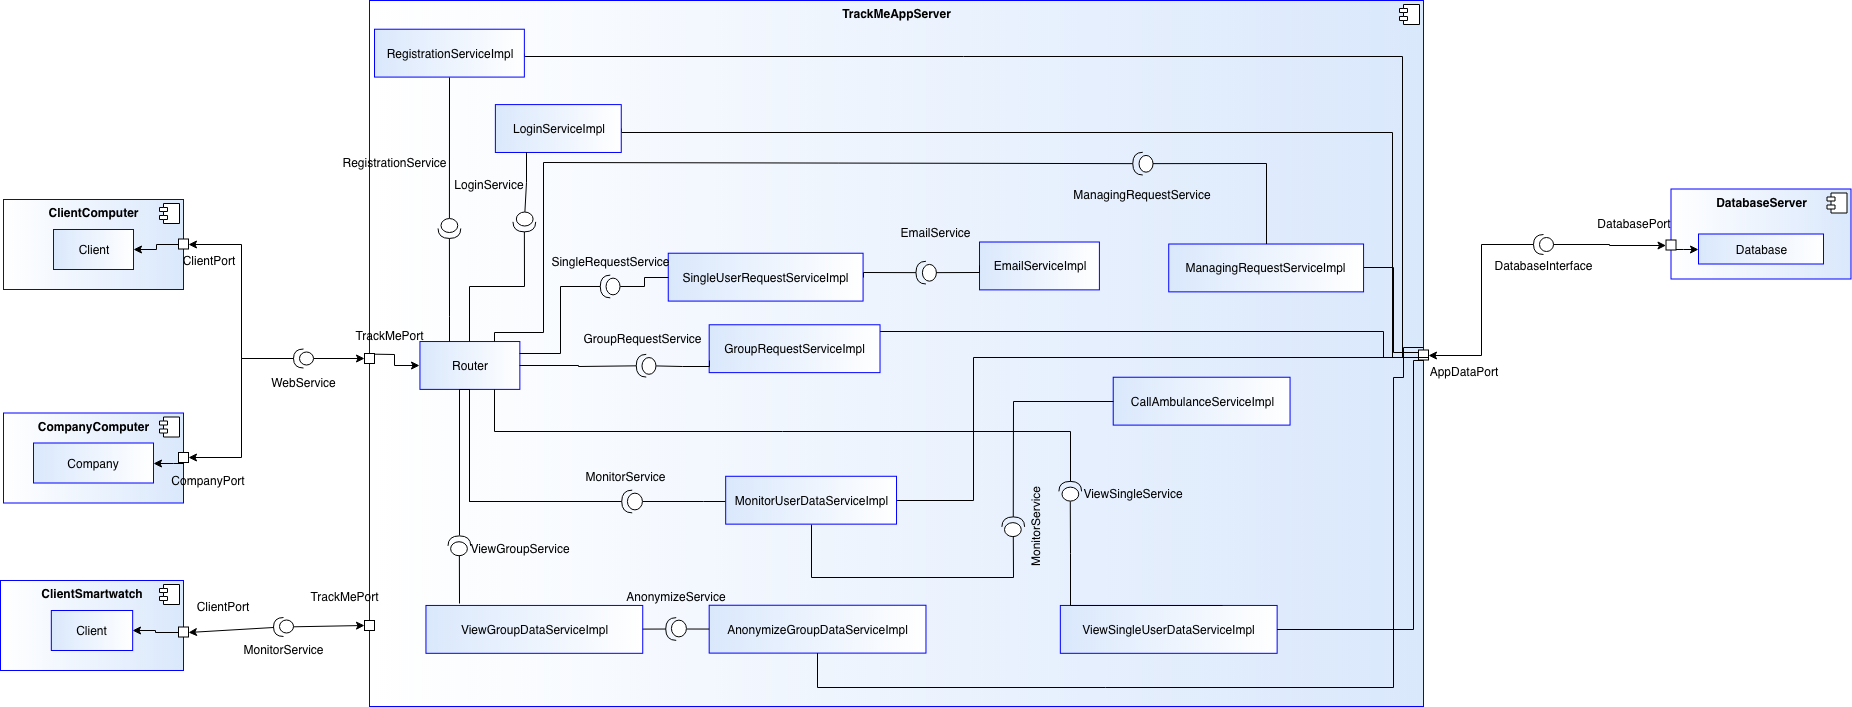 TrackMeAppServer
RegistrationServiceImpl
LoginServiceImpl
RegistrationService
LoginService
ManagingRequestService
ClientComputer
Client
ClientPort
EmailService
EmailServiceImpl
SingleRequestService
SingleUserRequestServiceImpl
ManagingRequestServiceImpl
DatabaseServer
DatabasePort
Database
DatabaseInterface
TrackMePort
GroupRequestService
GroupRequestServiceImpl
Router
WebService
AppDataPort
CallAmbulanceServiceImpl
CompanyComputer
Company
CompanyPort
MonitorService
MonitorUserDataServiceImpl
MonitorService
ViewSingleService
ViewGroupService
ClientSmartwatch
Client
ClientPort
TrackMePort
MonitorService
AnonymizeService
ViewGroupDataServiceImpl
AnonymizeGroupDataServiceImpl
ViewSingleUserDataServiceImpl